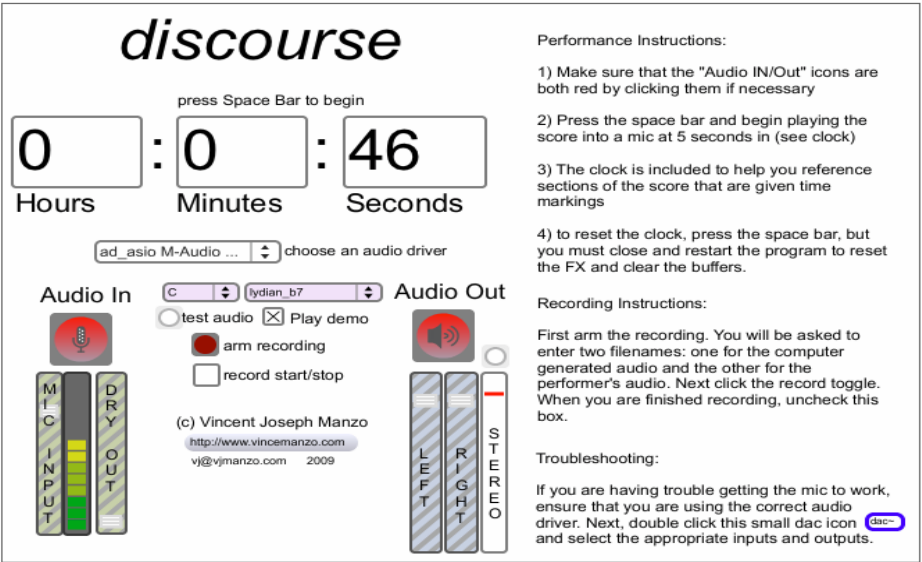 discourse
press Space Bar to begin
0 : 0 : 46
Hours Minutes Seconds
ad_asio M-Audio ... choose an audio driver
Audio In
C lydian_b7
Audio Out
test audio Play demo
arm recording
record start/stop
MIC INPUT
DRY OUT
(c) Vincent Joseph Manzo
http://www.vincemanzo.com
vj@vjmanzo.com 2009
LEFT
RIGHT
STEREO
Performance Instructions:
1) Make sure that the "Audio IN/Out" icons are
both red by clicking them if necessary
2) Press the space bar and begin playing the
score into a mic at 5 seconds in (see clock)
3) The clock is included to help you reference
sections of the score that are given time
markings
4) to reset the clock, press the space bar, but
you must close and restart the program to reset
the FX and clear the buffers.
Recording Instructions:
First arm the recording. You will be asked to
enter two filenames: one for the computer
generated audio and the other for the
performer's audio. Next click the record toggle.
When you are finished recording, uncheck this
box.
Troubleshooting:
If you are having trouble getting the mic to work,
ensure that you are using the correct audio
driver. Next, double click this small dac icon dac~
and select the appropriate inputs and outputs.